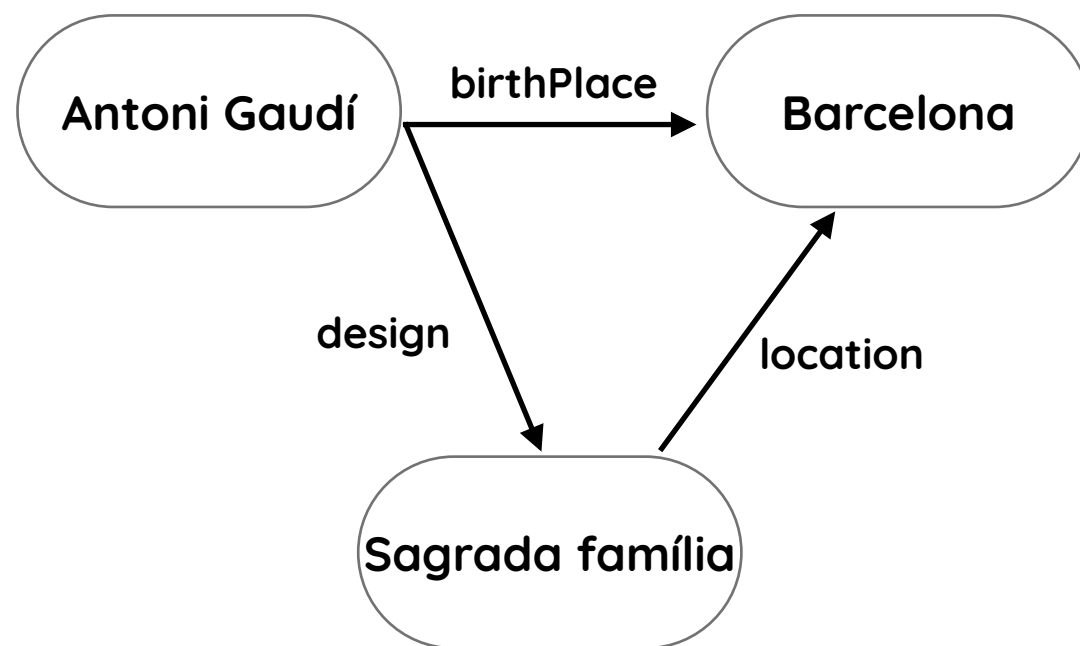 birthPlace
Antoni Gaudí
Barcelona
design
location
Sagrada família